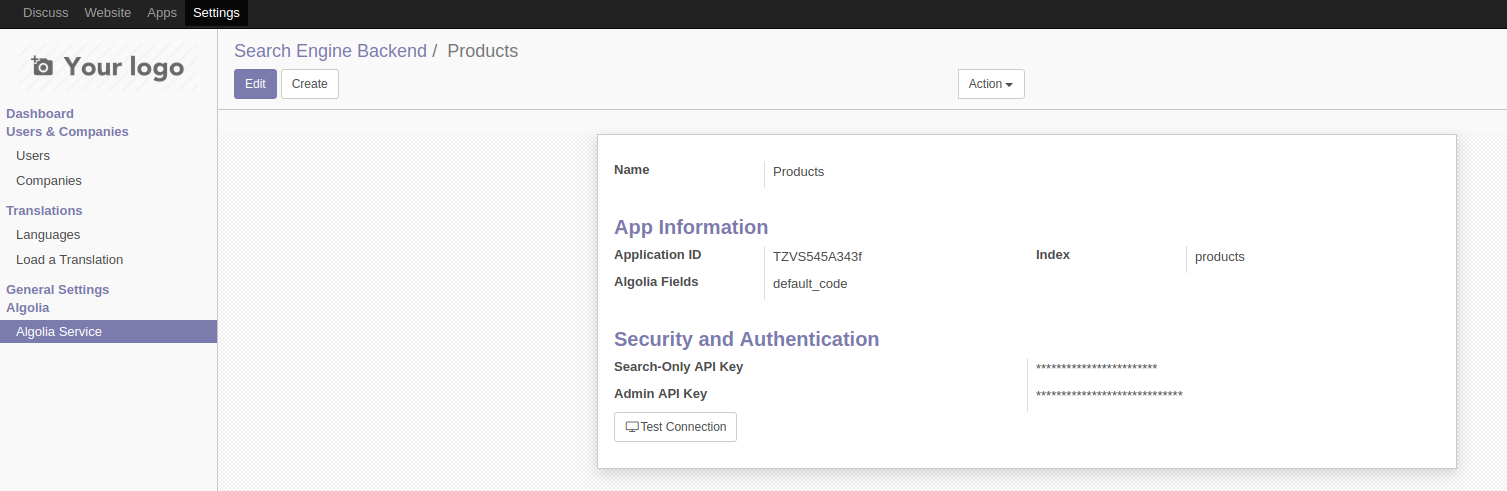 Discuss Website Apps Settings
Your logo
Search Engine Backend / Products
Edit Create Action
Dashboard
Users & Companies
Users
Companies
Translations
Languages
Load a Translation
General Settings
Algolia
Algolia Service
Name Products
App Information
Application ID TZVS545A343f Index products
Algolia Fields default_code
Security and Authentication
Search-Only API Key ************************
Admin API Key *****************************
Test Connection